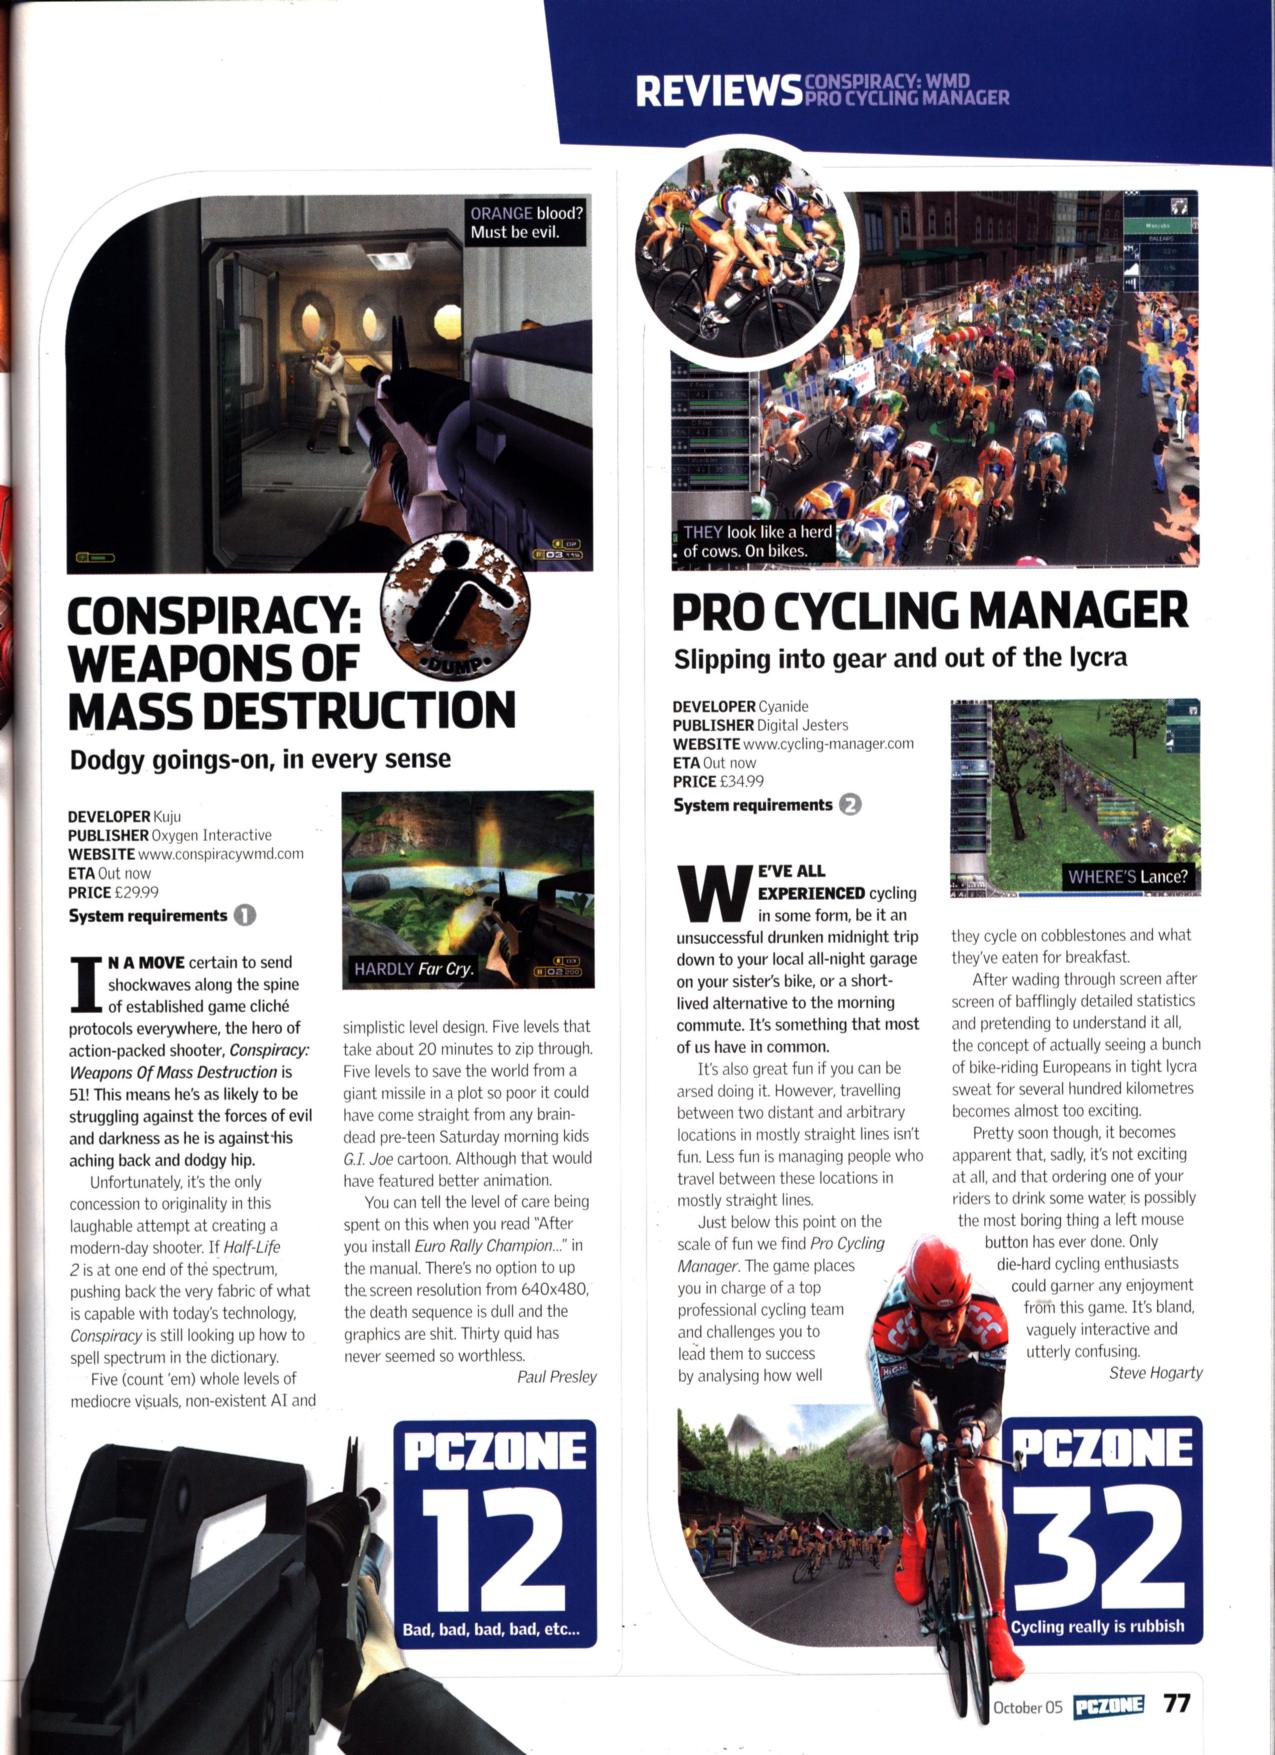 REVIEWS CONSPIRACY: WMD
PRO CYCLING MANAGER
ORANGE blood?
Must be evil.
DUMP
CONSPIRACY:
WEAPONS OF
MASS DESTRUCTION
Dodgy goings-on, in every sense
DEVELOPER Kuju
PUBLISHER Oxygen Interactive
WEBSITE www.conspiracywmd.com
ETA Out now
PRICE £29.99
System requirements 1
HARDLY Far Cry.
IN A MOVE certain to send
shockwaves along the spine
of established game cliché
protocols everywhere, the hero of
action-packed shooter, Conspiracy:
Weapons Of Mass Destruction is
51! This means he's as likely to be
struggling against the forces of evil
and darkness as he is against his
aching back and dodgy hip.
Unfortunately, it's the only
concession to originality in this
laughable attempt at creating a
modern-day shooter. If Half-Life
2 is at one end of the spectrum,
pushing back the very fabric of what
is capable with today's technology,
Conspiracy is still looking up how to
spell spectrum in the dictionary.
Five (count 'em) whole levels of
mediocre visuals, non-existent AI and
simplistic level design. Five levels that
take about 20 minutes to zip through.
Five levels to save the world from a
giant missile in a plot so poor it could
have come straight from any brain-
dead pre-teen Saturday morning kids
G.I. Joe cartoon. Although that would
have featured better animation.
You can tell the level of care being
spent on this when you read "After
you install Euro Rally Champion..." in
the manual. There's no option to up
the screen resolution from 640x480,
the death sequence is dull and the
graphics are shit. Thirty quid has
never seemed so worthless.
Paul Presley
PCZONE
12
Bad, bad, bad, bad, etc...
THEY look like a herd
of cows. On bikes.
PRO CYCLING MANAGER
Slipping into gear and out of the lycra
DEVELOPER Cyanide
PUBLISHER Digital Jesters
WEBSITE www.cycling-manager.com
ETA Out now
PRICE £34.99
System requirements 2
WHERE'S Lance?
WE'VE ALL
EXPERIENCED cycling
in some form, be it an
unsuccessful drunken midnight trip
down to your local all-night garage
on your sister's bike, or a short-
lived alternative to the morning
commute. It's something that most
of us have in common.
It's also great fun if you can be
arsed doing it. However, travelling
between two distant and arbitrary
locations in mostly straight lines isn't
fun. Less fun is managing people who
travel between these locations in
mostly straight lines.
Just below this point on the
scale of fun we find Pro Cycling
Manager. The game places
you in charge of a top
professional cycling team
and challenges you to
lead them to success
by analysing how well
they cycle on cobblestones and what
they've eaten for breakfast.
After wading through screen after
screen of bafflingly detailed statistics
and pretending to understand it all,
the concept of actually seeing a bunch
of bike-riding Europeans in tight lycra
sweat for several hundred kilometres
becomes almost too exciting.
Pretty soon though, it becomes
apparent that, sadly, it's not exciting
at all, and that ordering one of your
riders to drink some water is possibly
the most boring thing a left mouse
button has ever done. Only
die-hard cycling enthusiasts
could garner any enjoyment
from this game. It's bland,
vaguely interactive and
utterly confusing.
Steve Hogarty
CSC
PCZONE
32
Cycling really is rubbish
October 05 PCZONE 77